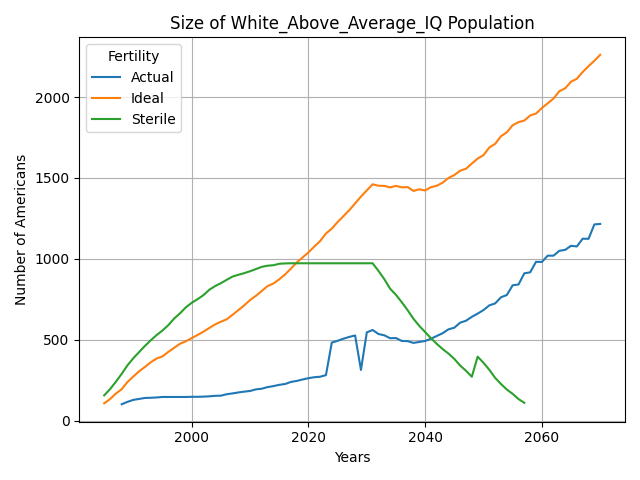 Size of White_Above_Average_IQ Population
Fertility
Actual
Ideal
Sterile
Number of Americans
2000
1500
1000
500
0
2000
2020
2040
2060
Years